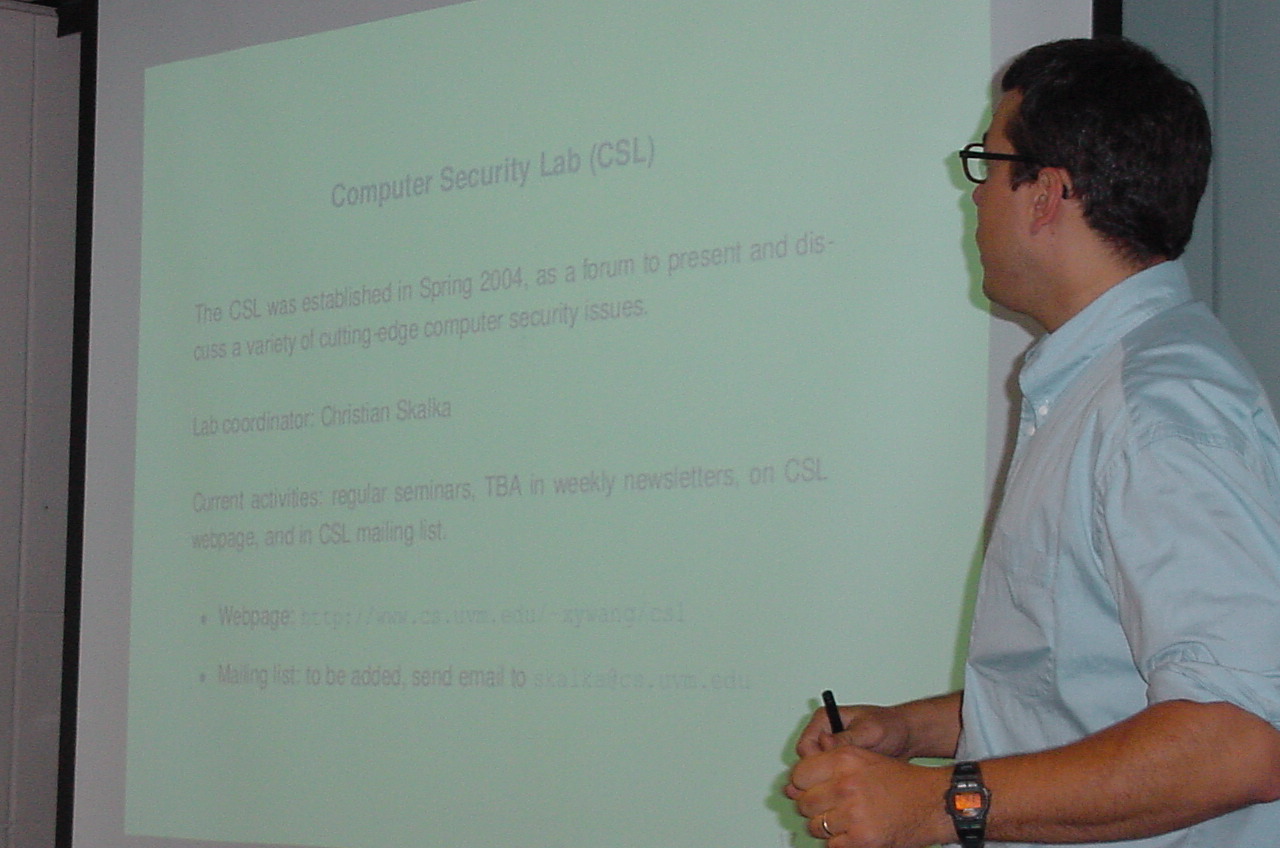 Computer Security Lab (CSL)
The CSL was established in Spring 2004, as a forum to present and dis-
cuss a variety of cutting-edge computer security issues.
Lab coordinator: Christian Skalka
Current activities: regular seminars, TBA in weekly newsletters, on CSL
webpage, and in CSL mailing list.
• Webpage: http://www.cs.uvm.edu/~xywang/csl
• Mailing list: to be added, send email to skalka@cs.uvm.edu